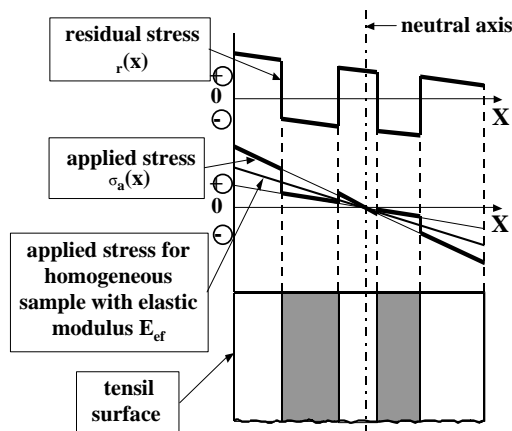 residual stress
r(x)
neutral axis
+
0
-
X
applied stress
σa(x)
+
0
-
X
applied stress for
homogeneous
sample with elastic
modulus Eef
tensil
surface